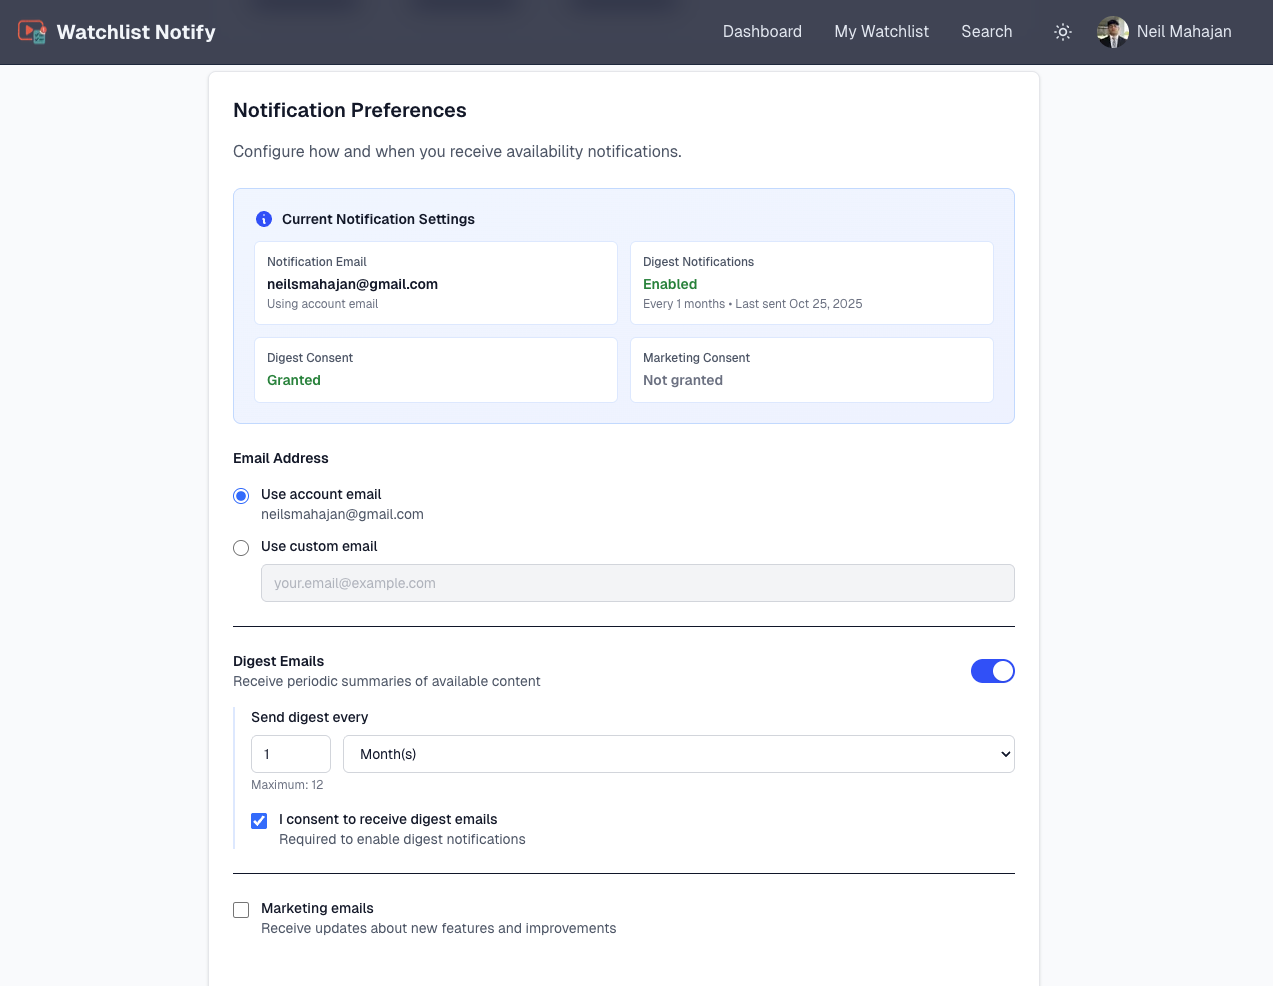 Watchlist Notify
Dashboard
My Watchlist
Search
Neil Mahajan
Notification Preferences
Configure how and when you receive availability notifications.
Current Notification Settings
Notification Email
neilsmahajan@gmail.com
Using account email
Digest Notifications
Enabled
Every 1 months • Last sent Oct 25, 2025
Digest Consent
Granted
Marketing Consent
Not granted
Email Address
Use account email
neilsmahajan@gmail.com
Use custom email
your.email@example.com
Digest Emails
Receive periodic summaries of available content
Send digest every
1
Month(s)
Maximum: 12
I consent to receive digest emails
Required to enable digest notifications
Marketing emails
Receive updates about new features and improvements